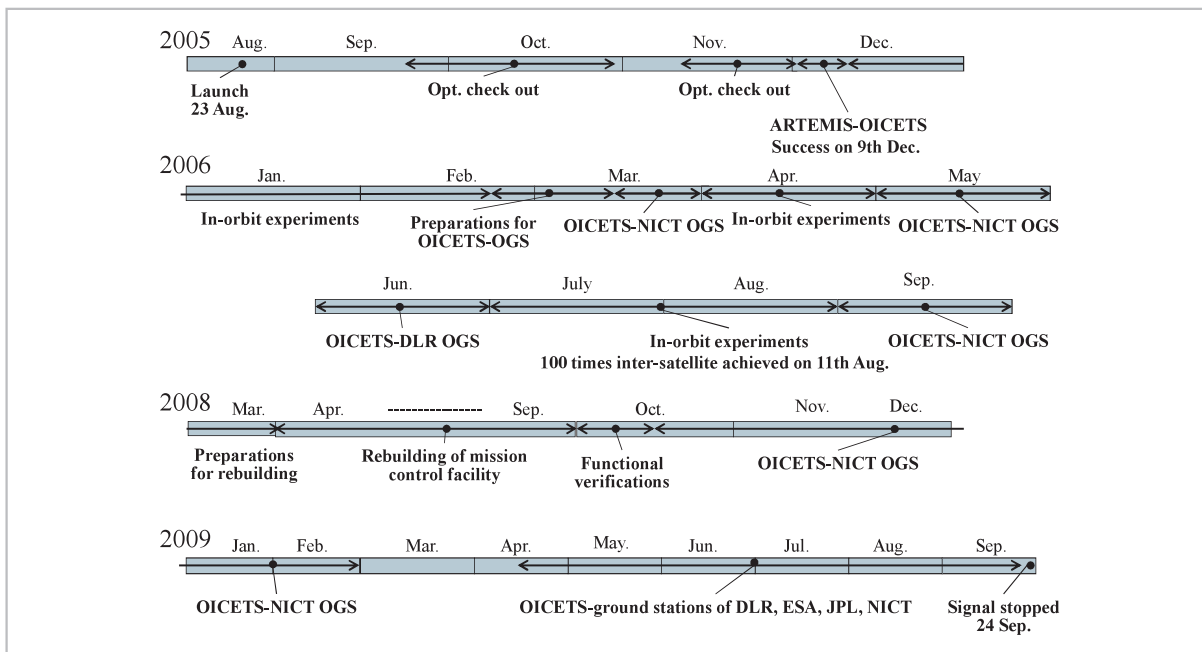 2005
Aug. Sep. Oct. Nov. Dec.
Launch
23 Aug.
Opt. check out
Opt. check out
ARTEMIS-OICETS
Success on 9th Dec.
2006
Jan. Feb. Mar. Apr. May
In-orbit experiments
Preparations for
OICETS-OGS
OICETS-NICT OGS
In-orbit experiments
OICETS-NICT OGS
Jun. July Aug. Sep.
OICETS-DLR OGS
In-orbit experiments
100 times inter-satellite achieved on 11th Aug.
OICETS-NICT OGS
2008
Mar. Apr. Sep. Oct. Nov. Dec.
Preparations
for rebuilding
Rebuilding of mission
control facility
Functional
verifications
OICETS-NICT OGS
2009
Jan. Feb. Mar. Apr. May. Jun. Jul. Aug. Sep.
OICETS-NICT OGS
OICETS-ground stations of DLR, ESA, JPL, NICT
Signal stopped
24 Sep.